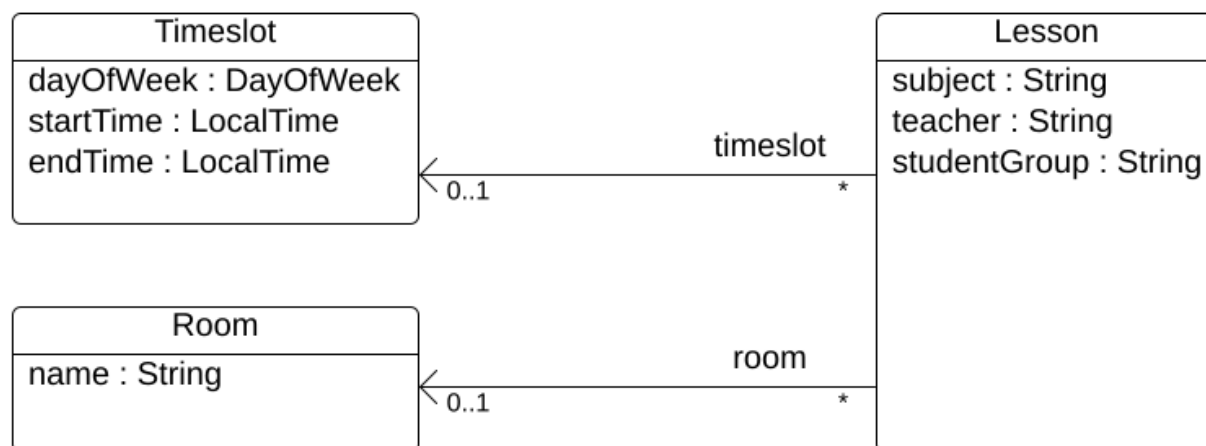 Timeslot
dayOfWeek : DayOfWeek
startTime : LocalTime
endTime : LocalTime
timeslot
0..1
*
Lesson
subject : String
teacher : String
studentGroup : String
Room
name : String
room
0..1
*